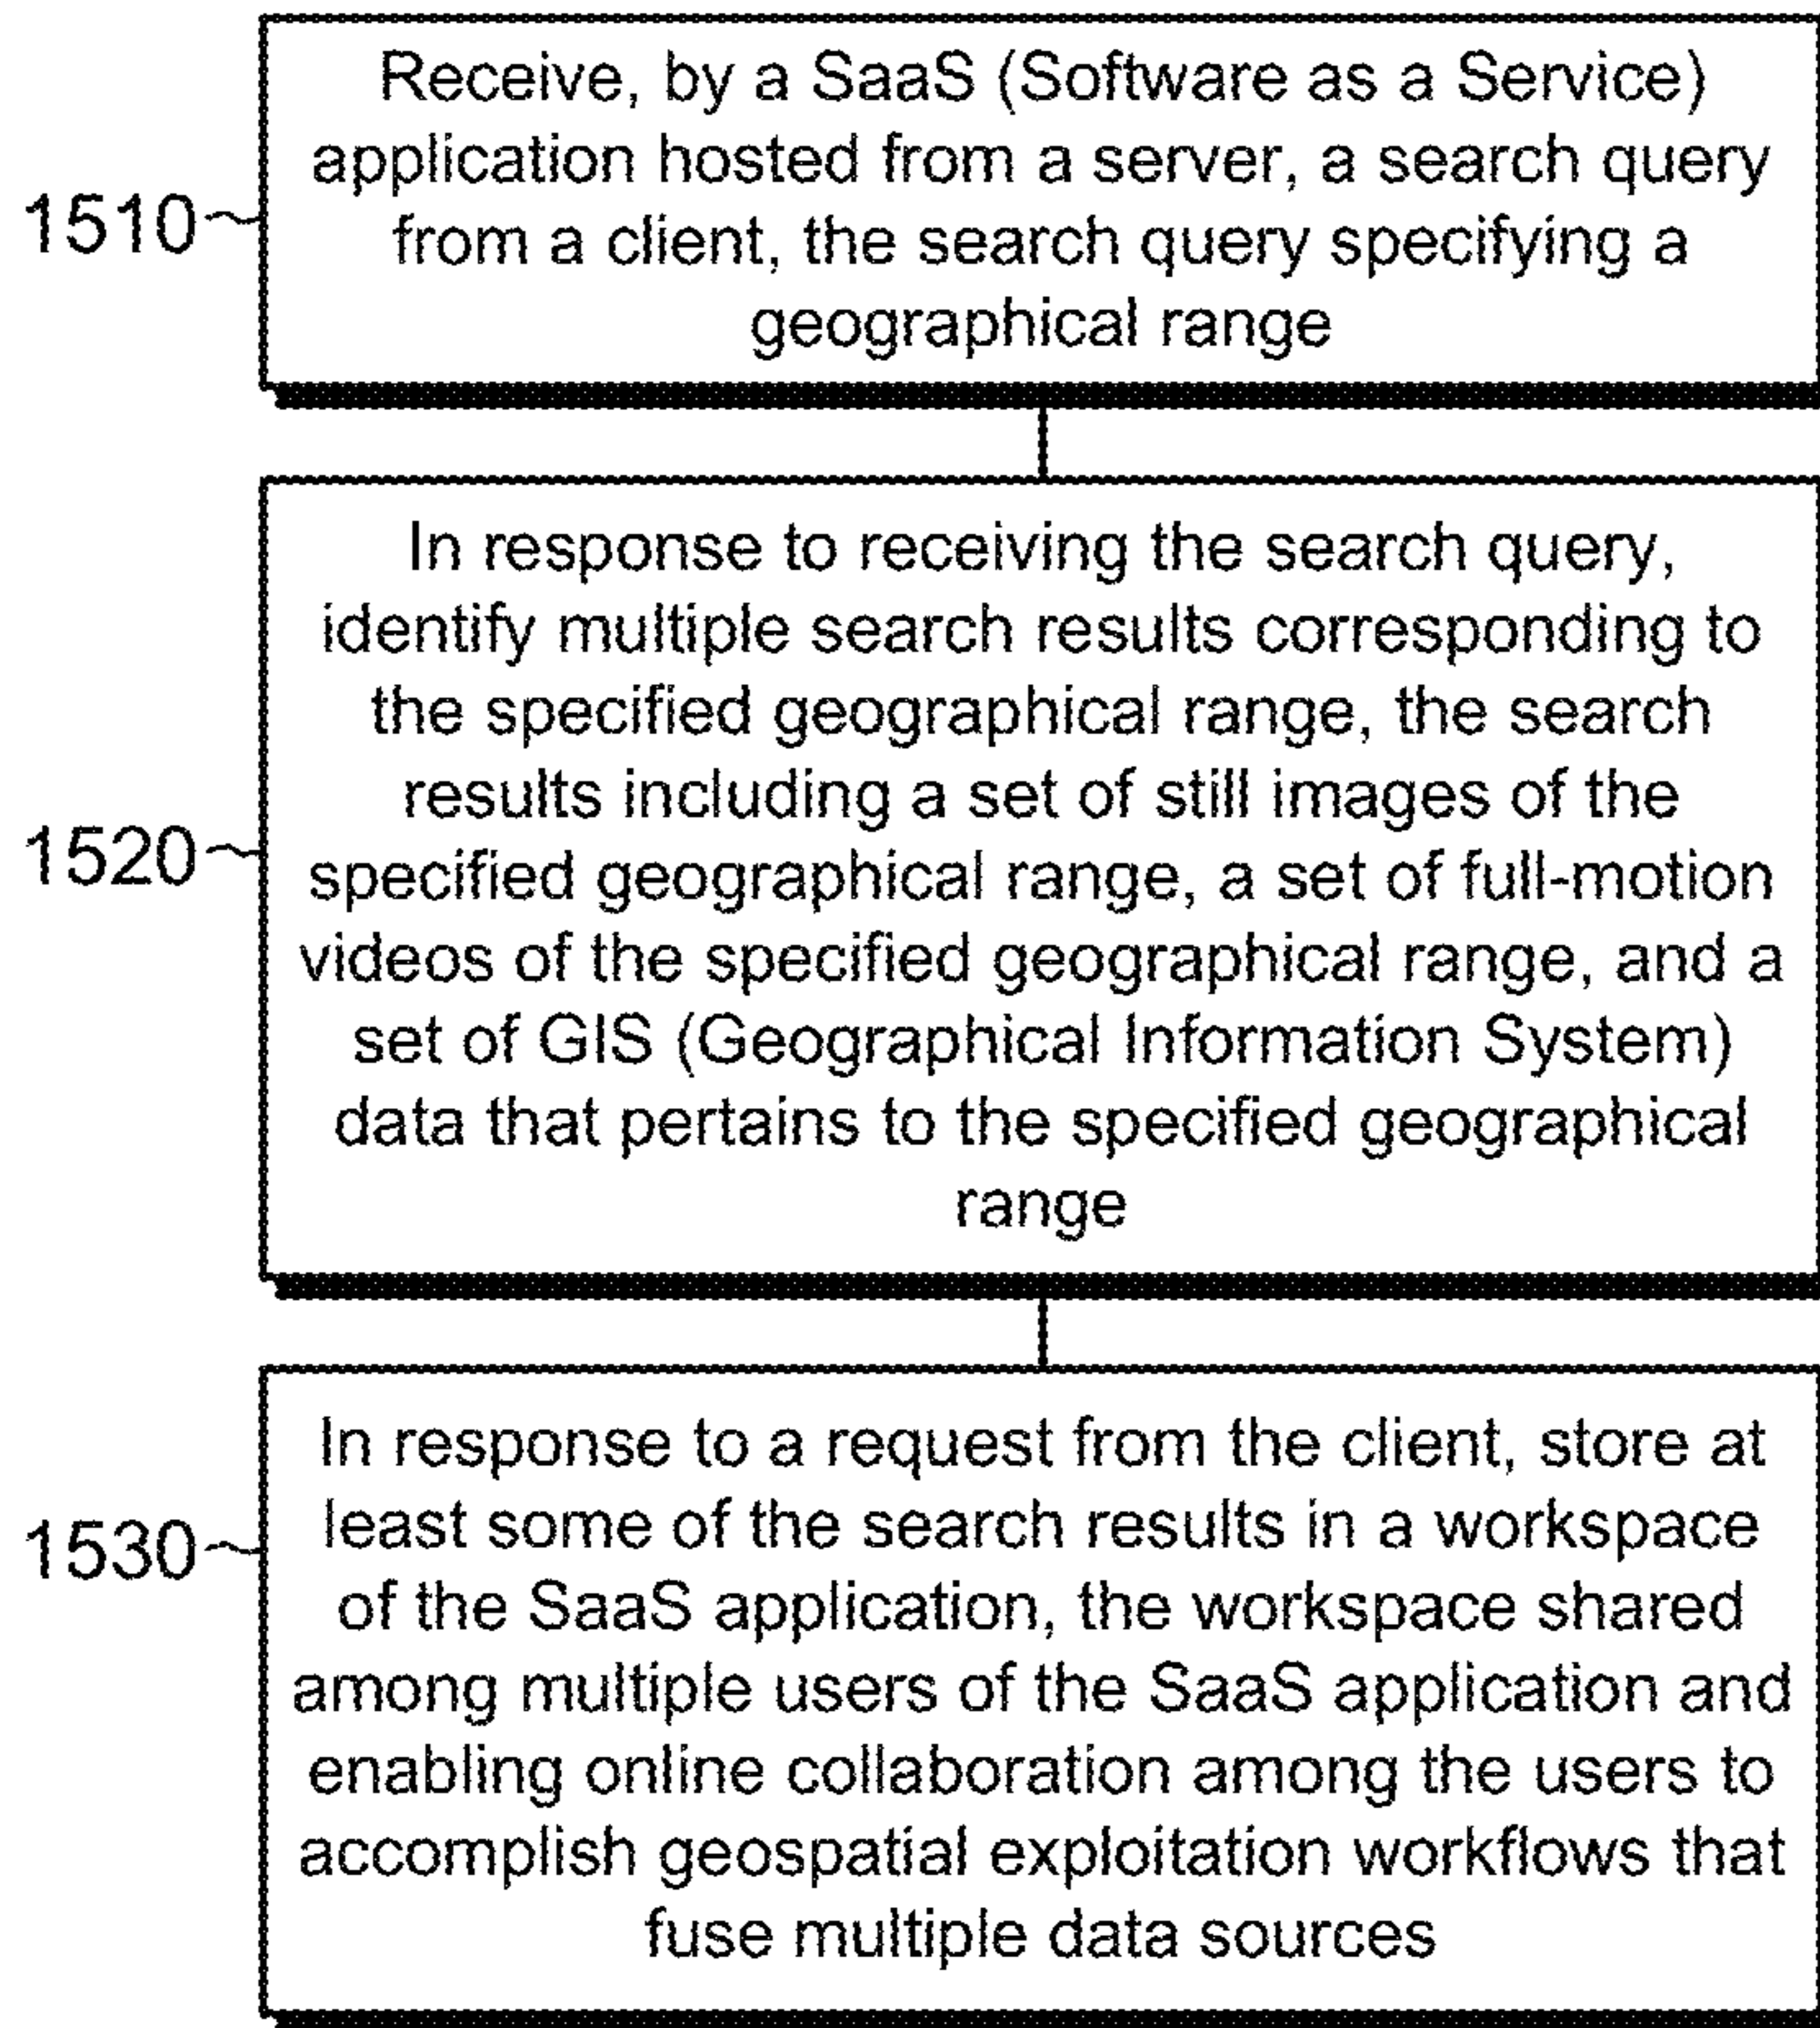 Receive, by a SaaS (Software as a Service)
application hosted from a server, a search query
from a client, the search query specifying a
geographical range
1510
In response to receiving the search query,
identify multiple search results corresponding to
the specified geographical range, the search
results including a set of still images of the
specified geographical range, a set of full-motion
videos of the specified geographical range, and a
set of GIS (Geographical Information System)
data that pertains to the specified geographical
range
1520
In response to a request from the client, store at
least some of the search results in a workspace
of the SaaS application, the workspace shared
among multiple users of the SaaS application and
enabling online collaboration among the users to
accomplish geospatial exploitation workflows that
fuse multiple data sources
1530